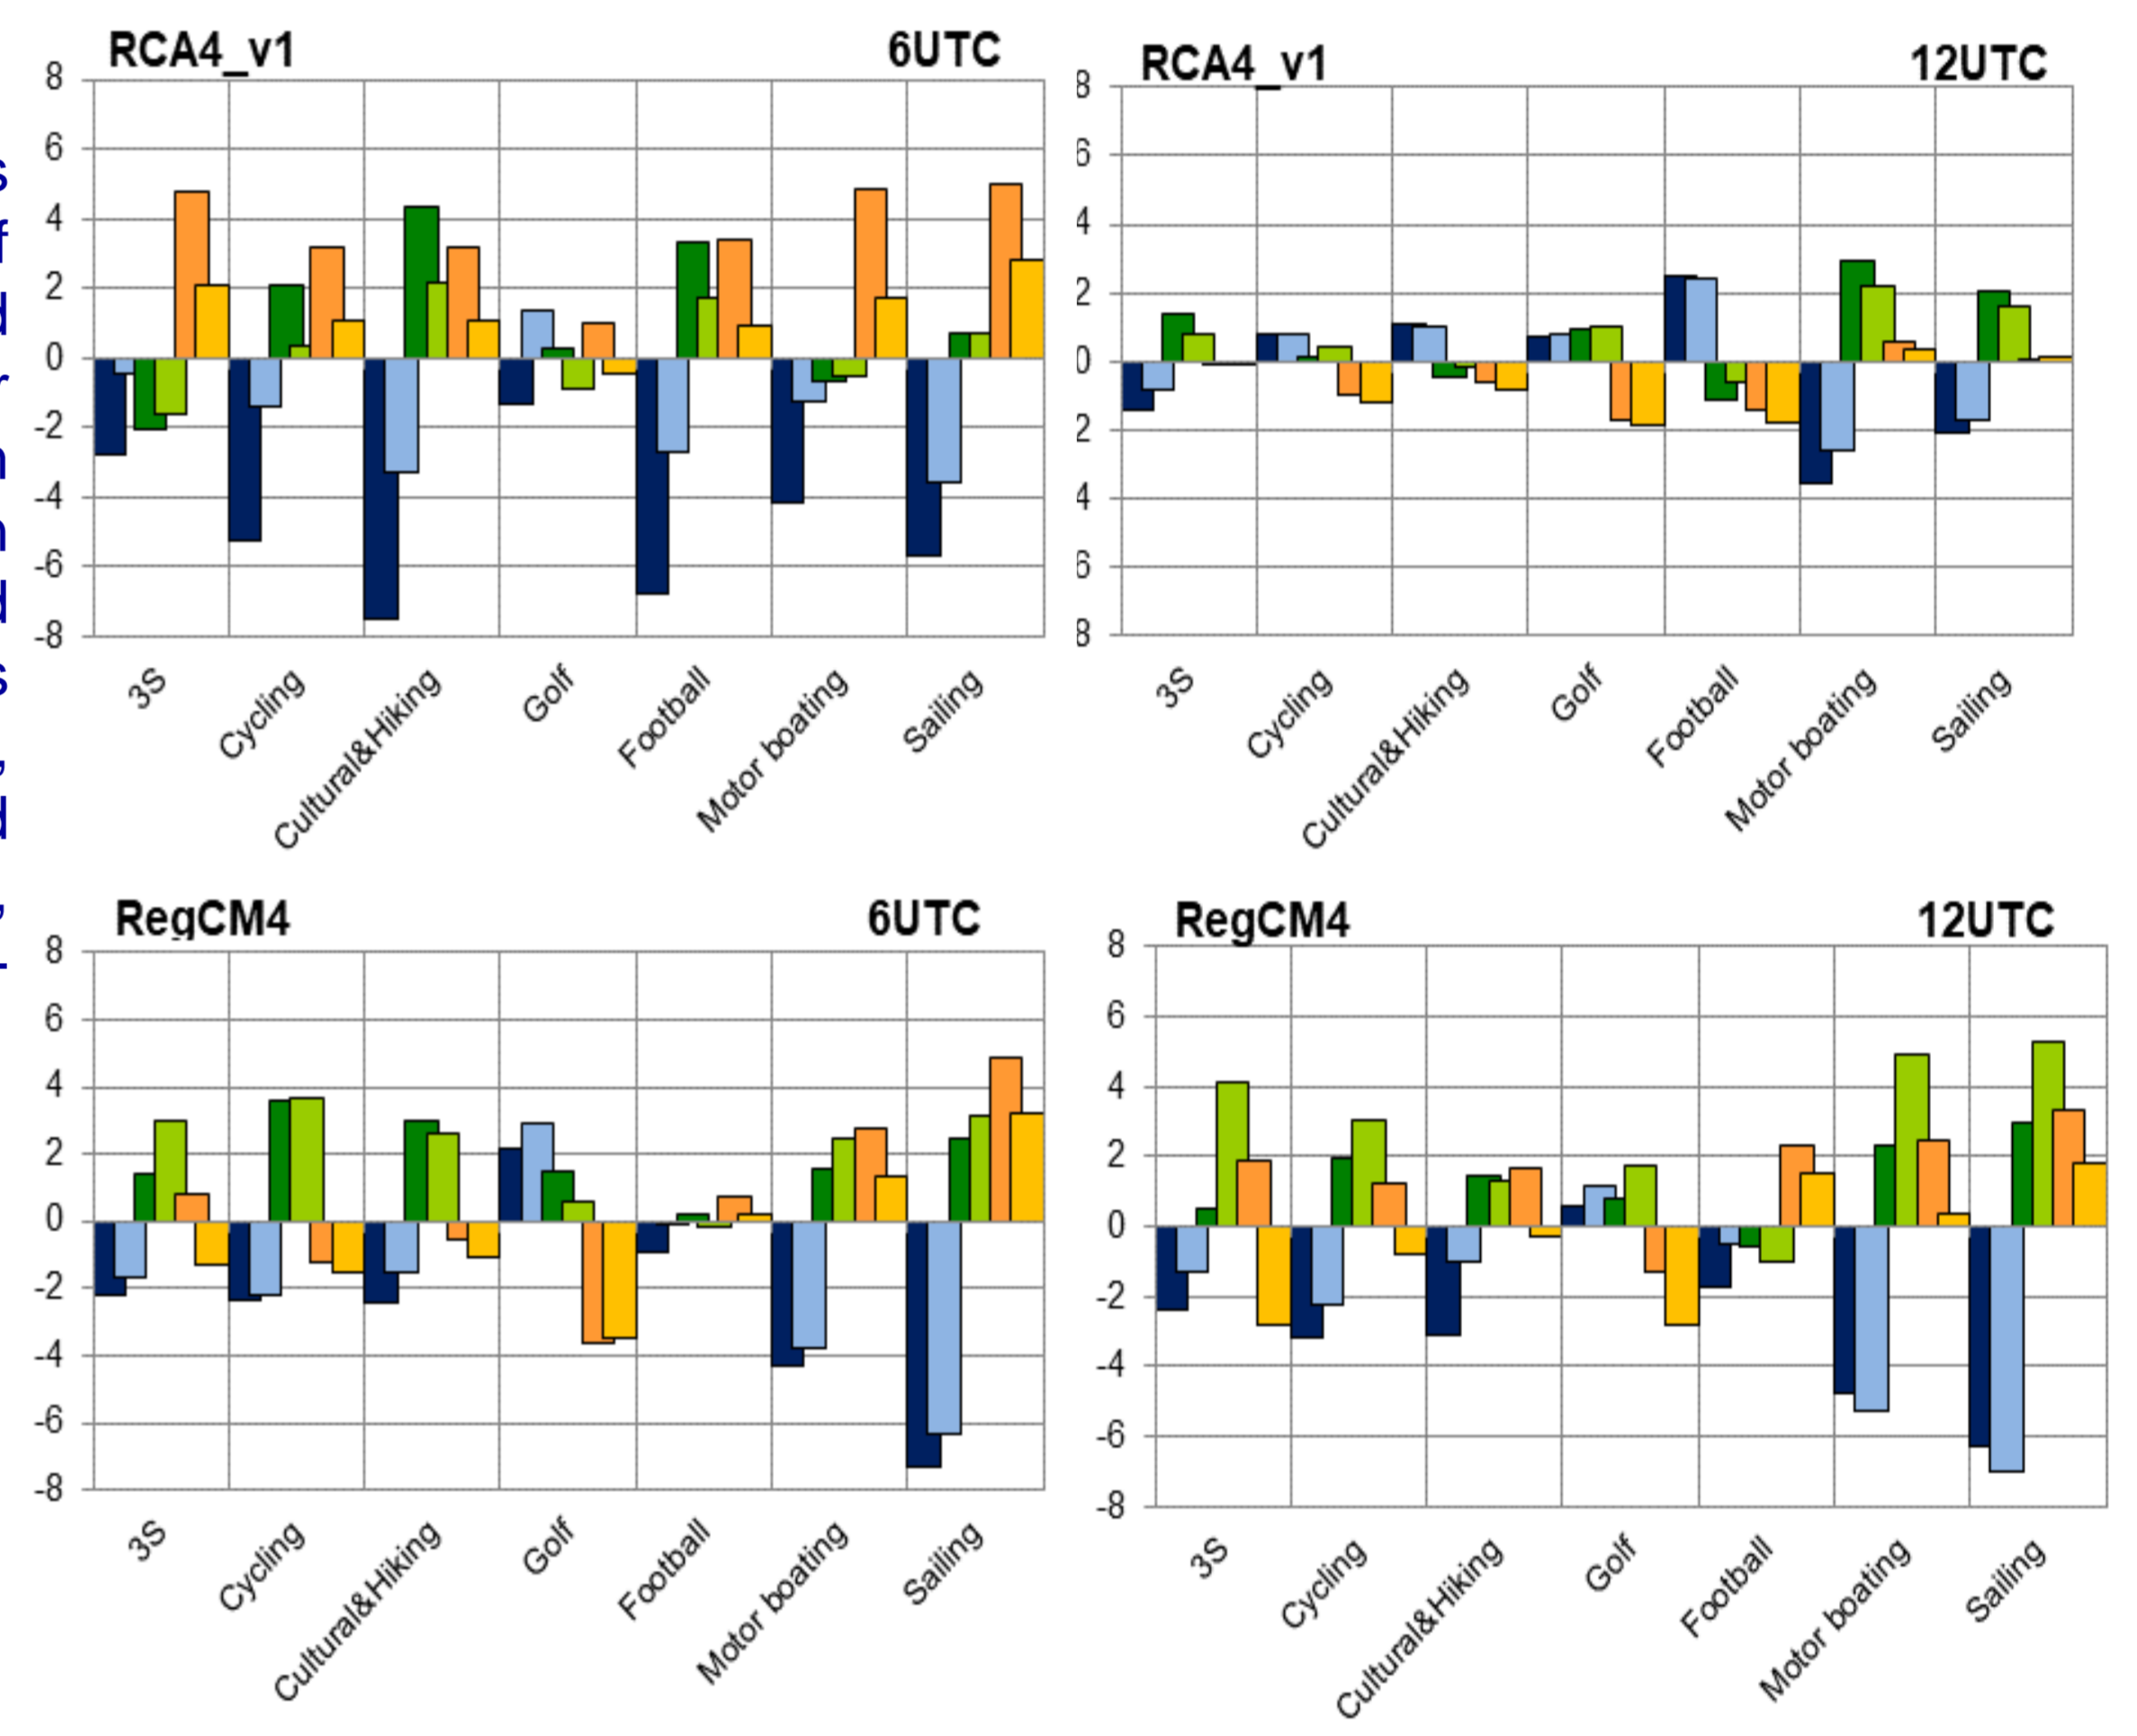 RCA4_v1 6UTC
8
6
4
2
0
-2
-4
-6
-8
3S
Cycling
Cultural&Hiking
Golf
Football
Motor boating
Sailing
RCA4_v1 12UTC
8
6
4
2
0
2
4
6
8
3S
Cycling
Cultural&Hiking
Golf
Football
Motor boating
Sailing
RegCM4 6UTC
8
6
4
2
0
-2
-4
-6
-8
3S
Cycling
Cultural&Hiking
Golf
Football
Motor boating
Sailing
RegCM4 12UTC
8
6
4
2
0
-2
-4
-6
-8
3S
Cycling
Cultural&Hiking
Golf
Football
Motor boating
Sailing